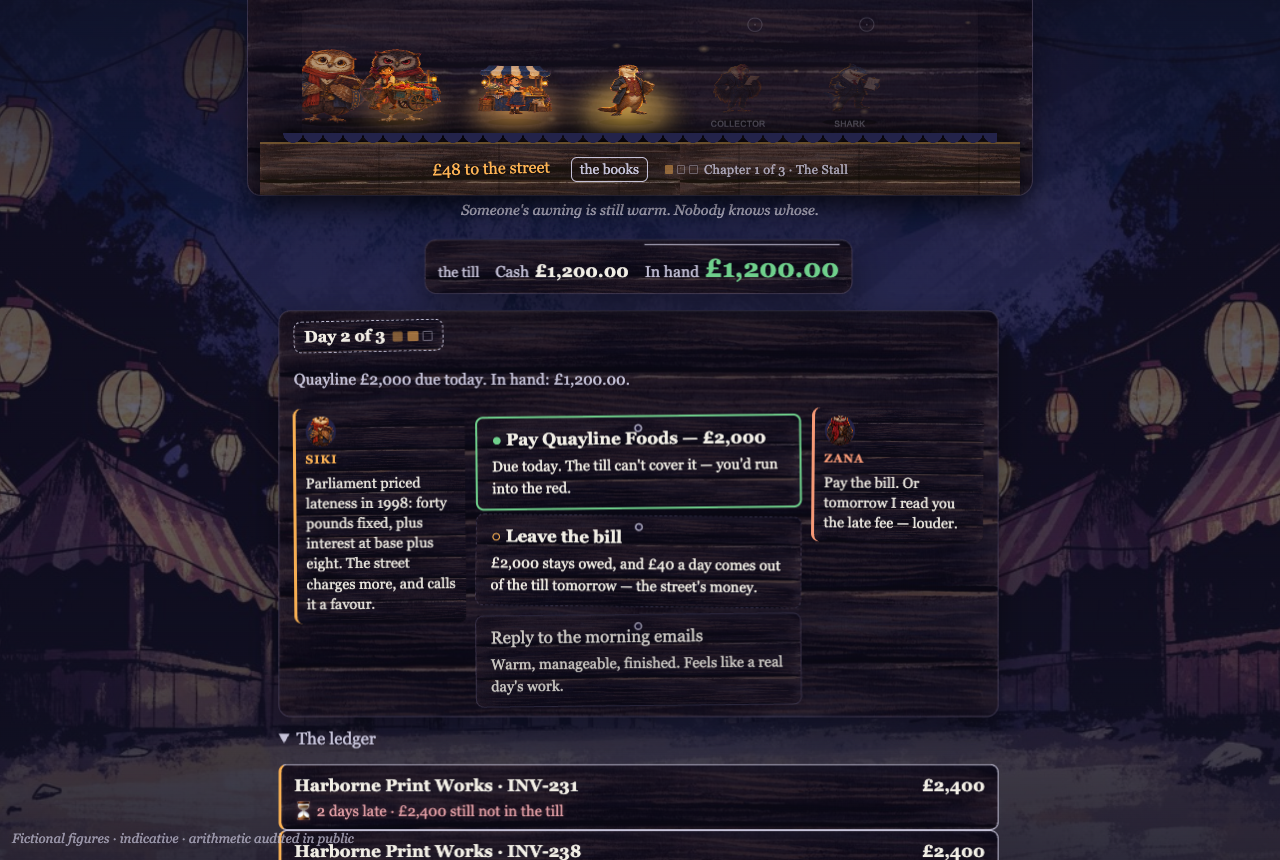 COLLECTOR
SHARK
£48 to the street
the books
Chapter 1 of 3 · The Stall
Someone's awning is still warm. Nobody knows whose.
the till Cash £1,200.00 In hand £1,200.00
Day 2 of 3
Quayline £2,000 due today. In hand: £1,200.00.
SIKI
Parliament priced
lateness in 1998: forty
pounds fixed, plus
interest at base plus
eight. The street
charges more, and calls
it a favour.
Pay Quayline Foods — £2,000
Due today. The till can't cover it — you'd run
into the red.
Leave the bill
£2,000 stays owed, and £40 a day comes out
of the till tomorrow — the street's money.
Reply to the morning emails
Warm, manageable, finished. Feels like a real
day's work.
ZANA
Pay the bill. Or
tomorrow I read you
the late fee — louder.
▼ The ledger
Harborne Print Works · INV-231 £2,400
⏳ 2 days late · £2,400 still not in the till
Fictional figures · indicative · arithmetic audited in public
Harborne Print Works · INV-238 £2,400